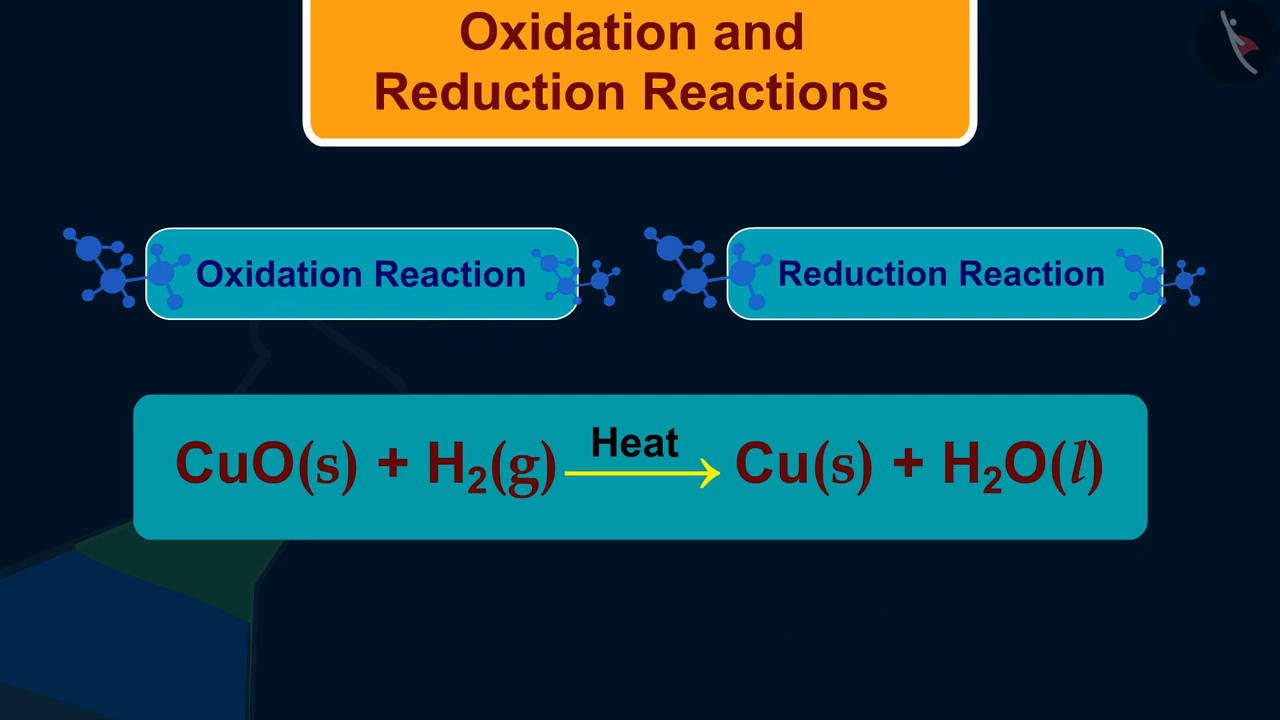 Oxidation and
Reduction Reactions
Oxidation Reaction
Reduction Reaction
Heat
CuO(s) + H₂(g) → Cu(s) + H₂O(l)